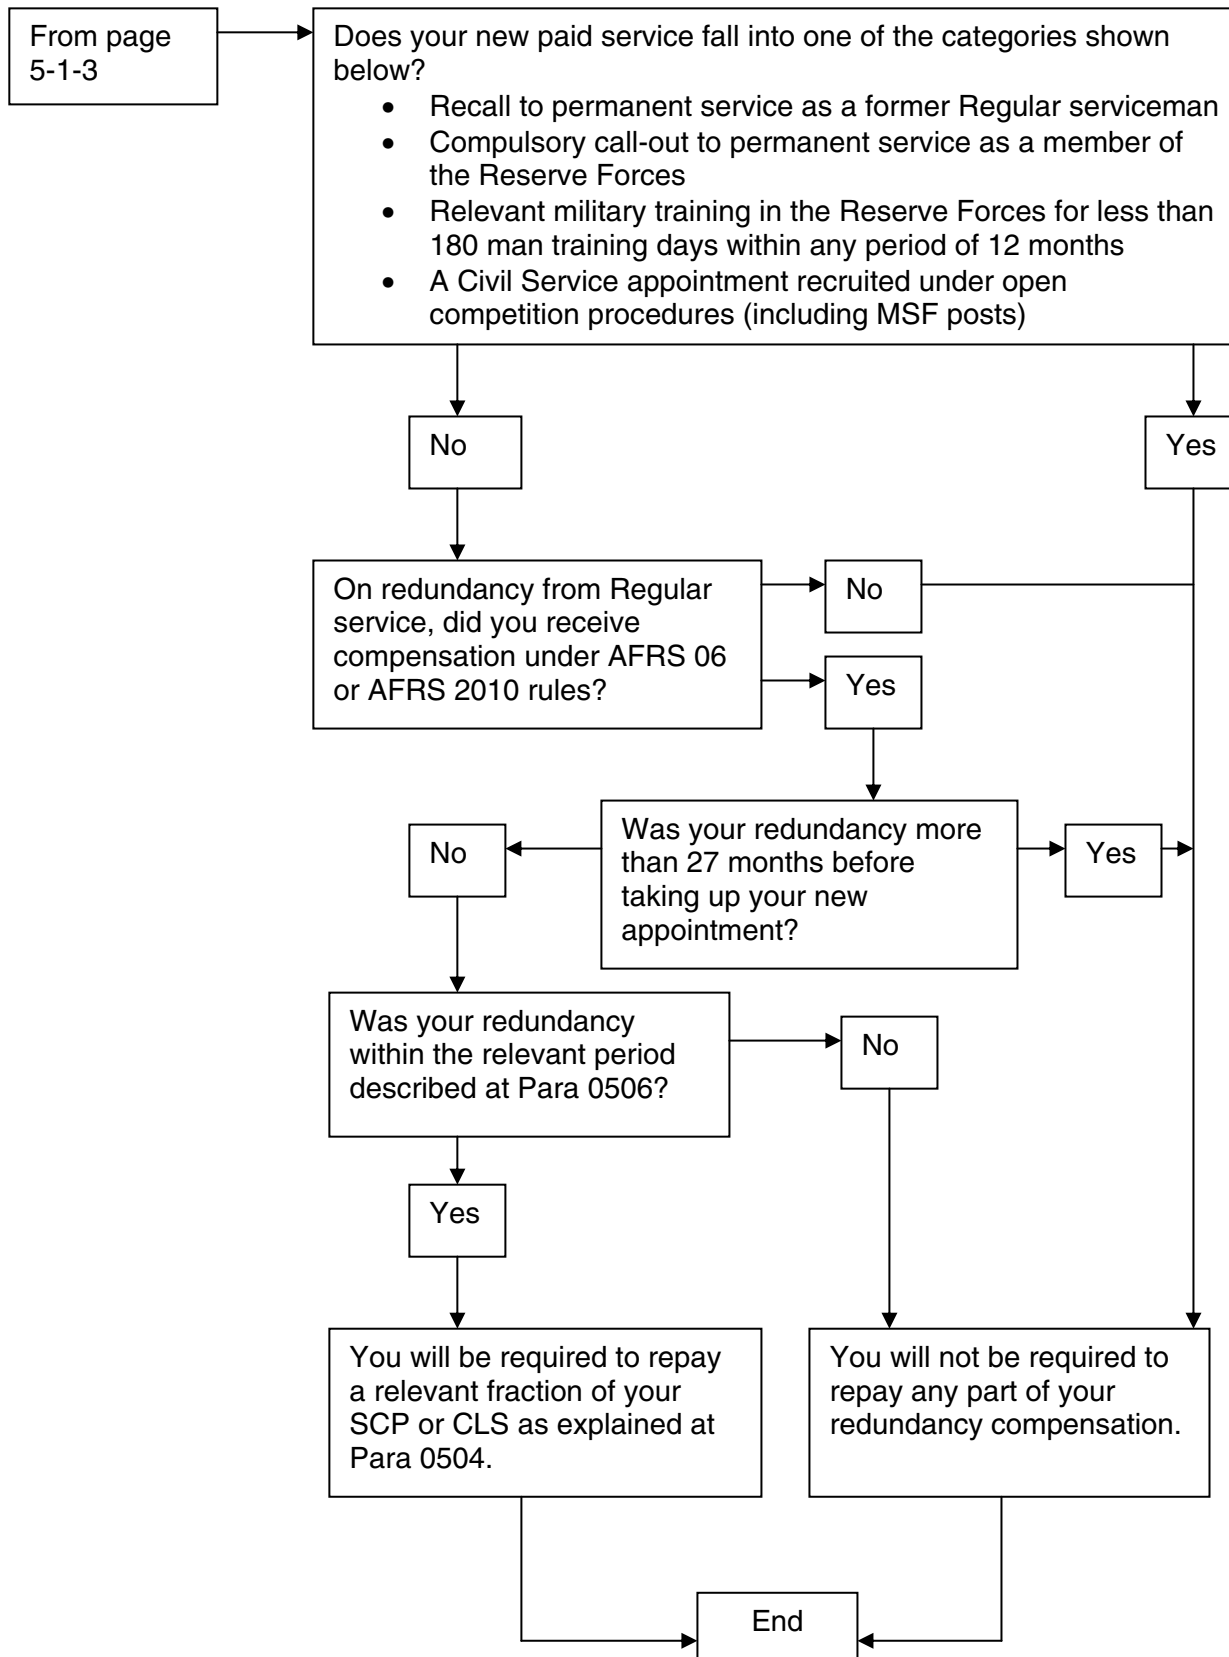 From page
5-1-3
Does your new paid service fall into one of the categories shown
below?
• Recall to permanent service as a former Regular serviceman
• Compulsory call-out to permanent service as a member of
the Reserve Forces
• Relevant military training in the Reserve Forces for less than
180 man training days within any period of 12 months
• A Civil Service appointment recruited under open
competition procedures (including MSF posts)
No
Yes
On redundancy from Regular
service, did you receive
compensation under AFRS 06
or AFRS 2010 rules?
No
Yes
Was your redundancy more
than 27 months before
taking up your new
appointment?
No
Yes
Was your redundancy
within the relevant period
described at Para 0506?
No
Yes
You will be required to repay
a relevant fraction of your
SCP or CLS as explained at
Para 0504.
You will not be required to
repay any part of your
redundancy compensation.
End